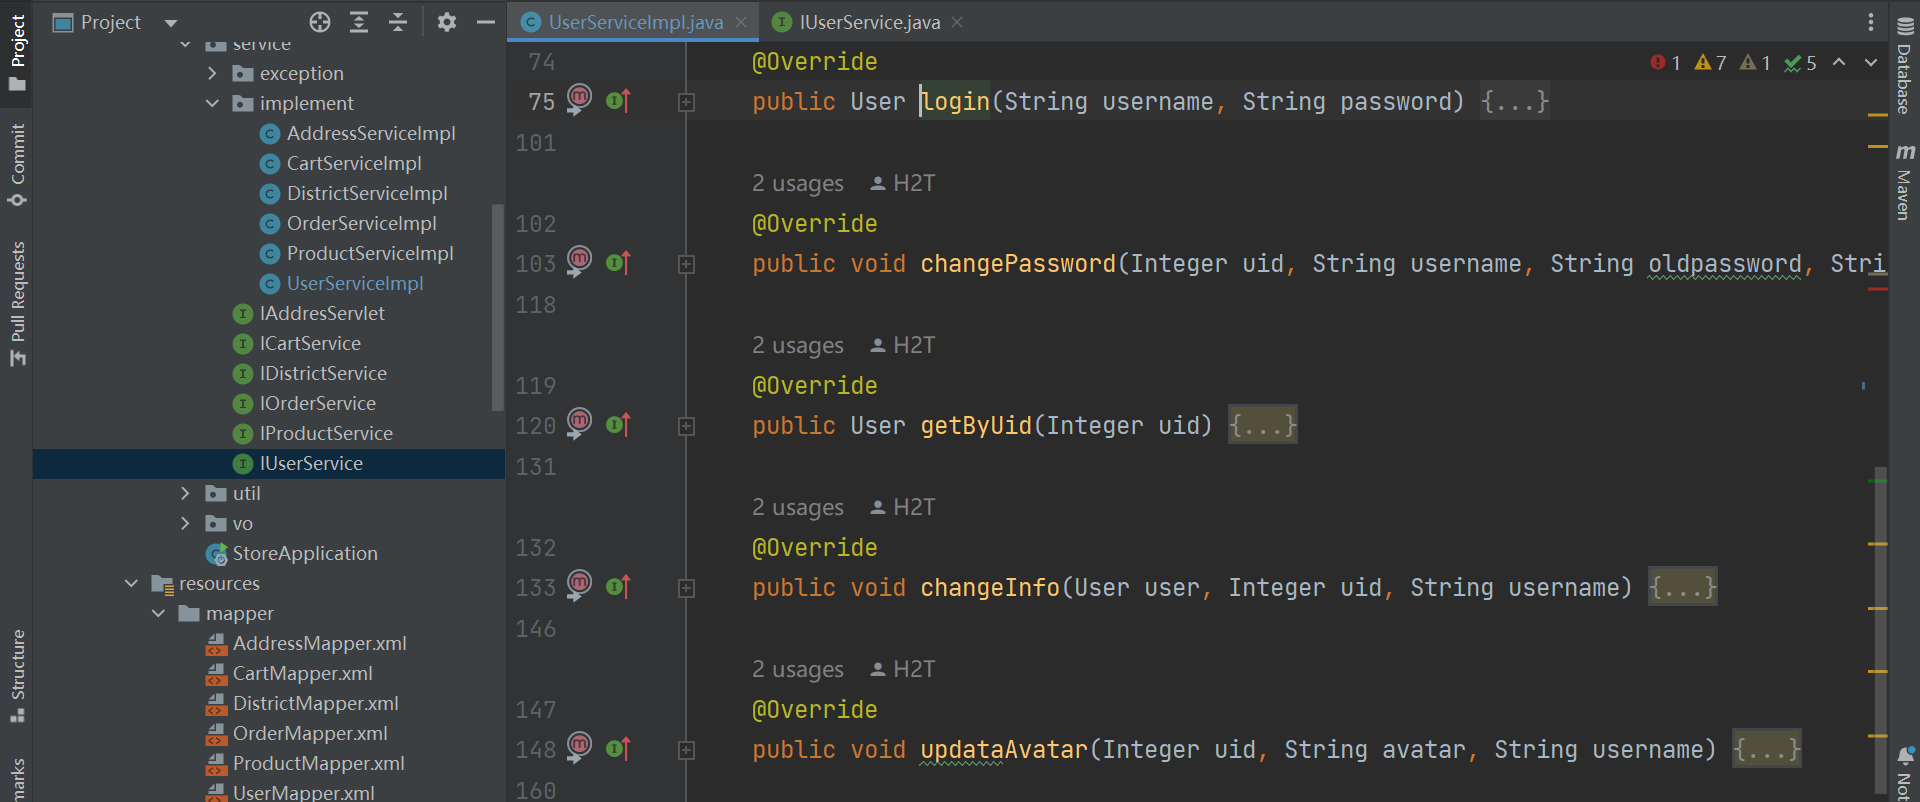 Project
UserServiceImpl.java
IUserService.java
service
exception
implement
AddressServiceImpl
CartServiceImpl
DistrictServiceImpl
OrderServiceImpl
ProductServiceImpl
UserServiceImpl
IAddresServlet
ICartService
IDistrictService
IOrderService
IProductService
IUserService
util
vo
StoreApplication
resources
mapper
AddressMapper.xml
CartMapper.xml
DistrictMapper.xml
OrderMapper.xml
ProductMapper.xml
UserMapper.xml
Project
Commit
Pull Requests
Structure
marks
74 @Override
1 7 1 5
75 public User login(String username, String password) {...}
101
2 usages H2T
102 @Override
103 public void changePassword(Integer uid, String username, String oldpassword, Stri
118
2 usages H2T
119 @Override
120 public User getByUid(Integer uid) {...}
131
2 usages H2T
132 @Override
133 public void changeInfo(User user, Integer uid, String username) {...}
146
2 usages H2T
147 @Override
148 public void updataAvatar(Integer uid, String avatar, String username) {...}
160
Database
Maven
Not